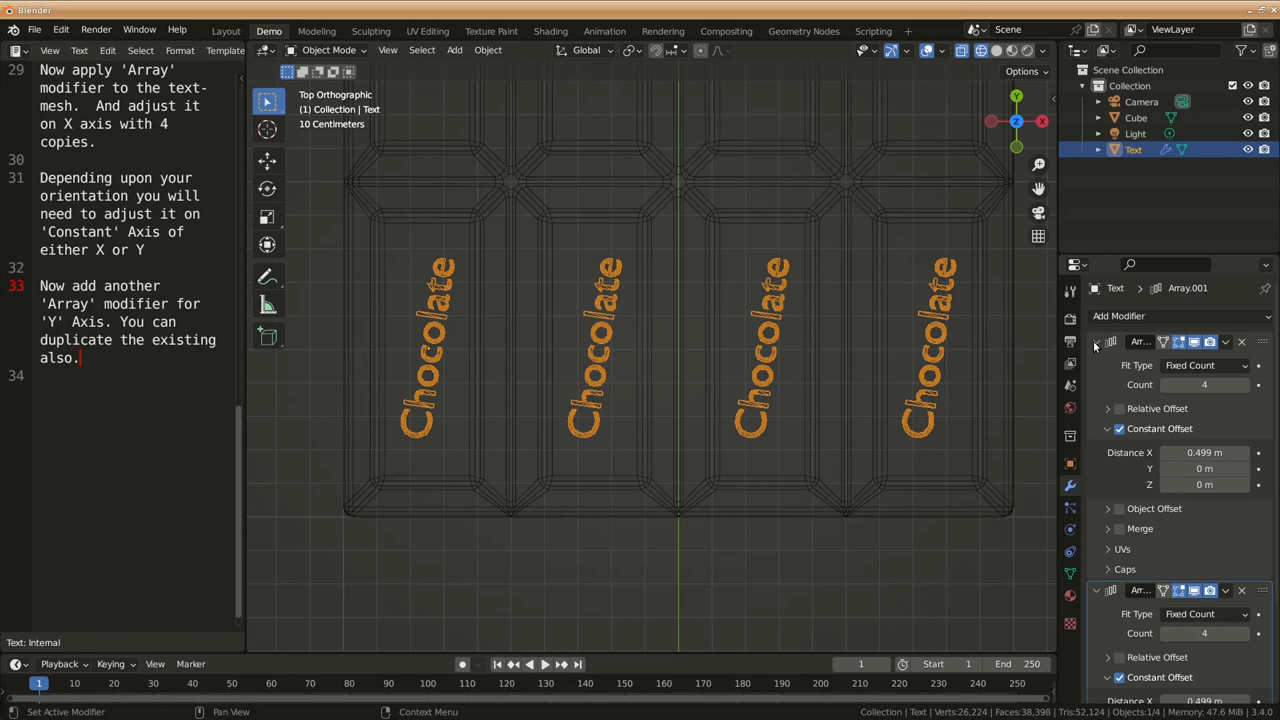 Blender
File Edit Render Window Help Layout Demo Modeling Sculpting UV Editing Texture Paint Shading Animation Rendering Compositing Geometry Nodes Scripting + Scene ViewLayer
View Text Edit Select Format Template
Object Mode View Select Add Object Global
Options
29 Now apply 'Array'
modifier to the text-
mesh. And adjust it
on X axis with 4
copies.
30
31 Depending upon your
orientation you will
need to adjust it on
'Constant' Axis of
either X or Y
32
33 Now add another
'Array' modifier for
'Y' Axis. You can
duplicate the existing
also.
34
Text: Internal
Top Orthographic
(1) Collection | Text
10 Centimeters
Y
Z
X
Chocolate
Chocolate
Chocolate
Chocolate
Scene Collection
Collection
Camera
Cube
Light
Text
Text Array.001
Add Modifier
Arr...
Fit Type Fixed Count
Count 4
Relative Offset
Constant Offset
Distance X 0.499 m
Y 0 m
Z 0 m
Object Offset
Merge
UVs
Caps
Arr...
Fit Type Fixed Count
Count 4
Relative Offset
Constant Offset
Distance X 0.499 m
Playback Keying View Marker 1 Start 1 End 250
1 10 20 30 40 50 60 70 80 90 100 110 120 130 140 150 160 170 180 190 200 210 220 230 240 250
Set Active Modifier Pan View Context Menu Collection | Text | Verts:26,224 | Faces:38,398 | Tris:52,124 | Objects:1/4 | Memory: 47.6 MiB | 3.4.0